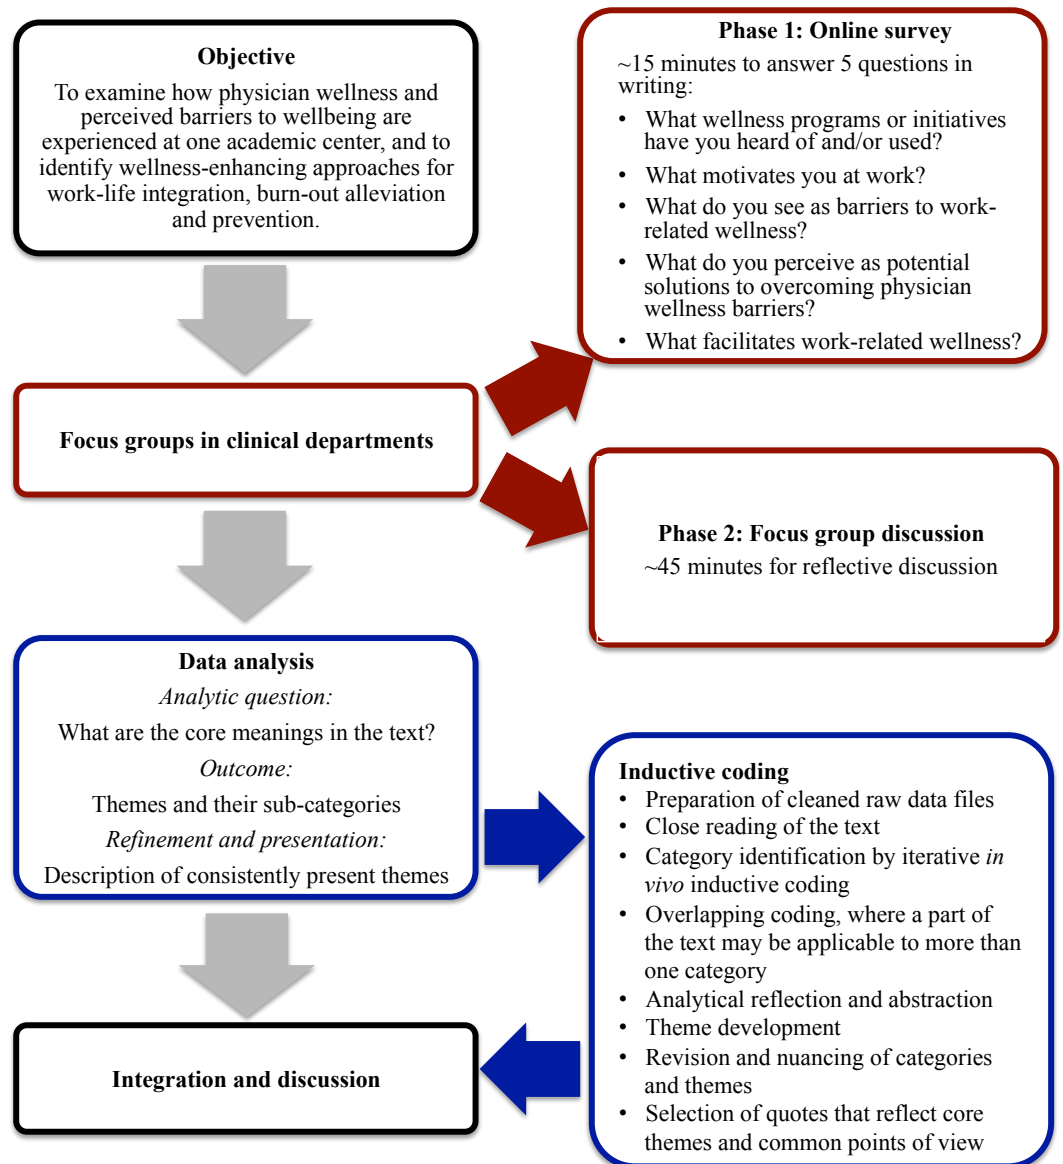 Objective
To examine how physician wellness and
perceived barriers to wellbeing are
experienced at one academic center, and to
identify wellness-enhancing approaches for
work-life integration, burn-out alleviation
and prevention.
Phase 1: Online survey
~15 minutes to answer 5 questions in
writing:
• What wellness programs or initiatives
have you heard of and/or used?
• What motivates you at work?
• What do you see as barriers to work-
related wellness?
• What do you perceive as potential
solutions to overcoming physician
wellness barriers?
• What facilitates work-related wellness?
Focus groups in clinical departments
Phase 2: Focus group discussion
~45 minutes for reflective discussion
Data analysis
Analytic question:
What are the core meanings in the text?
Outcome:
Themes and their sub-categories
Refinement and presentation:
Description of consistently present themes
Inductive coding
• Preparation of cleaned raw data files
• Close reading of the text
• Category identification by iterative in
vivo inductive coding
• Overlapping coding, where a part of
the text may be applicable to more than
one category
• Analytical reflection and abstraction
• Theme development
• Revision and nuancing of categories
and themes
• Selection of quotes that reflect core
themes and common points of view
Integration and discussion